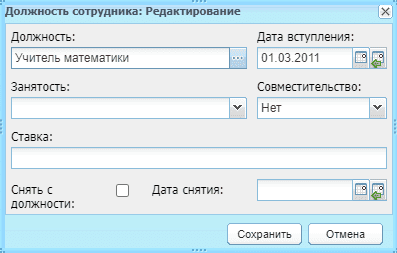 Должность сотрудника: Редактирование
Должность: Дата вступления:
Учитель математики 01.03.2011
Занятость: Совместительство:
Нет
Ставка:
Снять с Дата снятия:
должности:
Сохранить Отмена